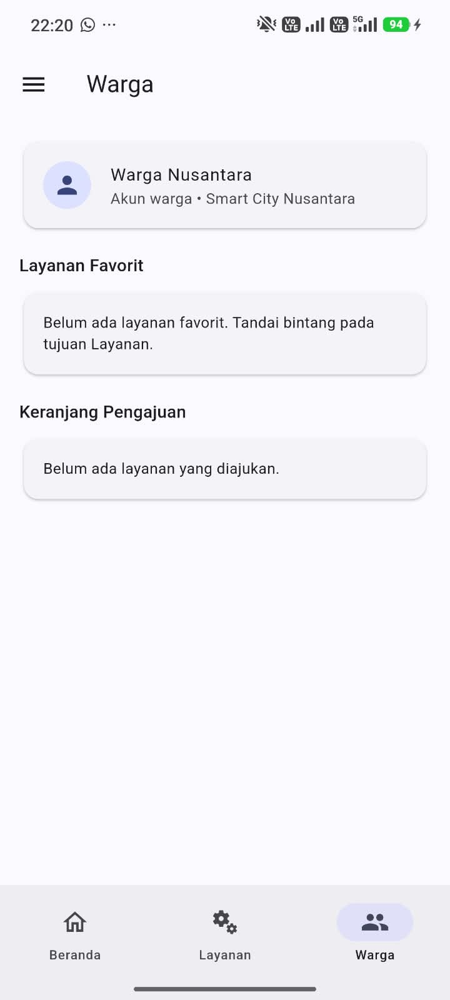 22:20
Vo LTE Vo LTE 5G 94
Warga
Warga Nusantara
Akun warga • Smart City Nusantara
Layanan Favorit
Belum ada layanan favorit. Tandai bintang pada
tujuan Layanan.
Keranjang Pengajuan
Belum ada layanan yang diajukan.
Beranda
Layanan
Warga